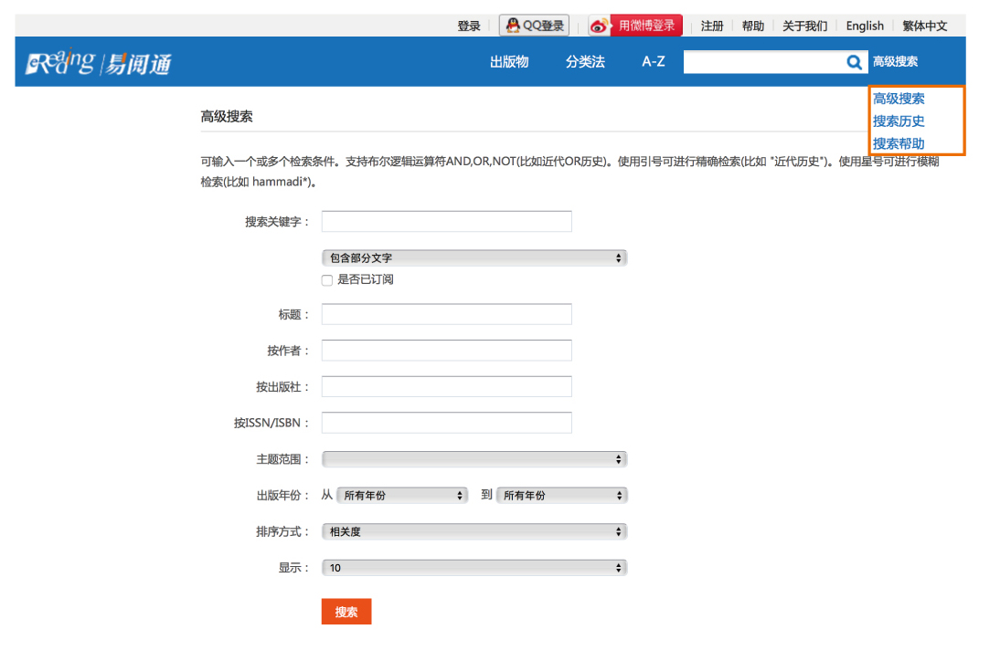 登录 QQ登录 用微博登录 注册 帮助 关于我们 English 繁体中文
eReading 易阅通 出版物 分类法 A-Z 高级搜索
高级搜索
搜索历史
搜索帮助
高级搜索
可输入一个或多个检索条件。支持布尔逻辑运算符AND,OR,NOT(比如近代OR历史)。使用引号可进行精确检索(比如 "近代历史")。使用星号可进行模糊
检索(比如 hammadi*)。
搜索关键字：
包含部分文字
是否已订阅
标题：
按作者：
按出版社：
按ISSN/ISBN：
主题范围：
出版年份： 从 所有年份 到 所有年份
排序方式： 相关度
显示： 10
搜索